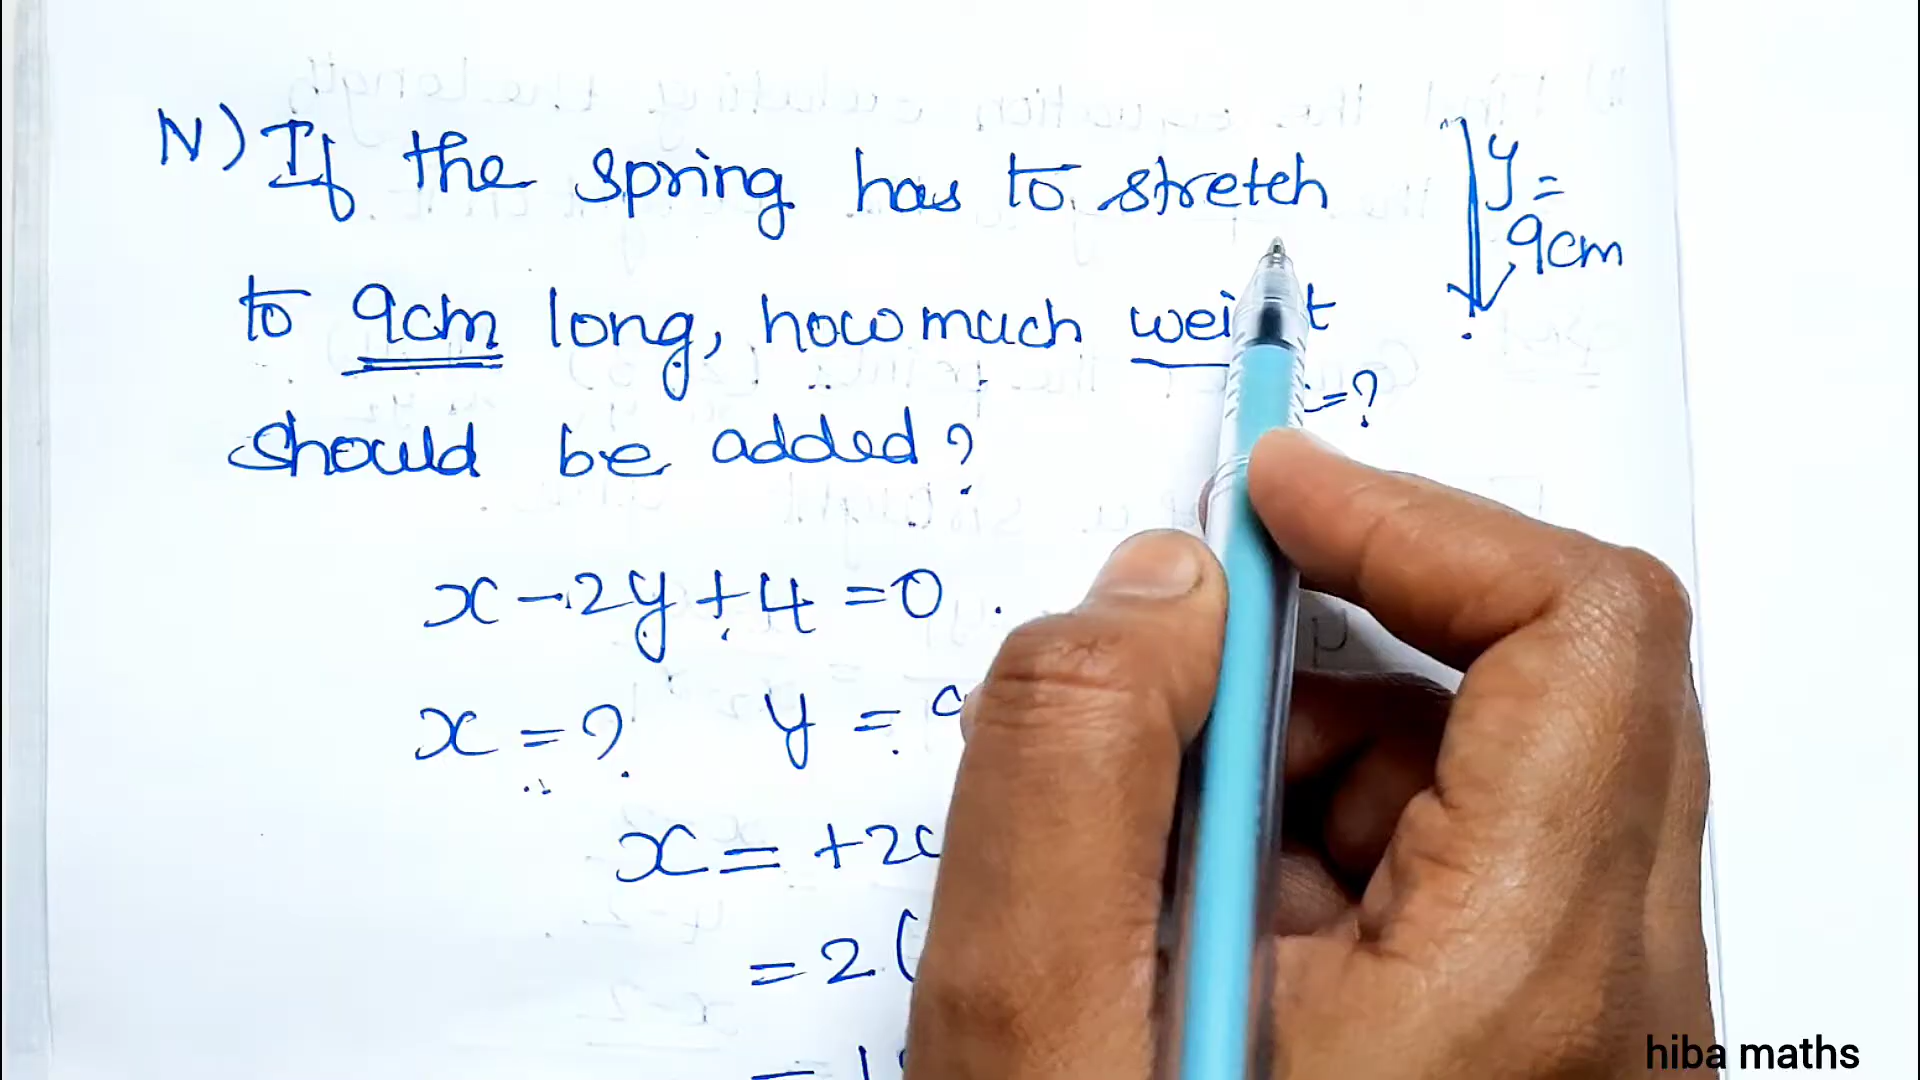 N) If the spring has to stretch
to 9cm long, how much
should be added?
y =
9cm
=?
x - 2y + 4 = 0
x = ? y =
x = +2
= 2(
hiba maths